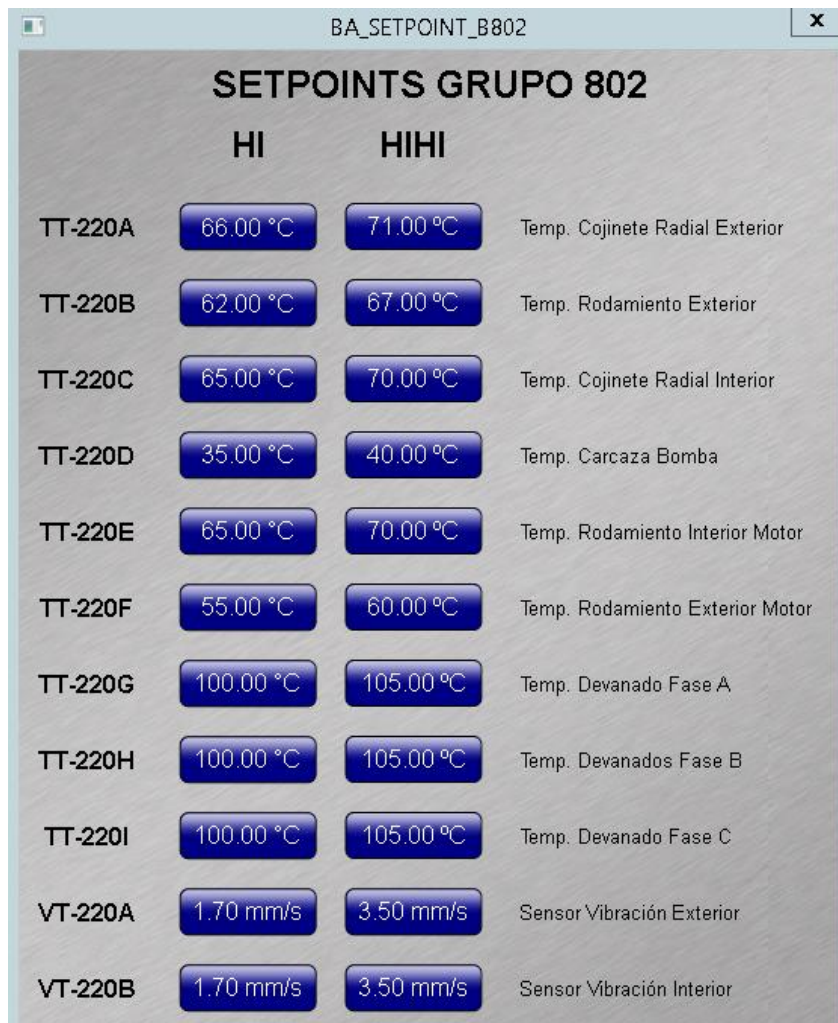 BA_SETPOINT_B802 x
SETPOINTS GRUPO 802
HI HIHI
TT-220A 66.00 °C 71.00 ºC Temp. Cojinete Radial Exterior
TT-220B 62.00 °C 67.00 ºC Temp. Rodamiento Exterior
TT-220C 65.00 °C 70.00 ºC Temp. Cojinete Radial Interior
TT-220D 35.00 °C 40.00 ºC Temp. Carcaza Bomba
TT-220E 65.00 °C 70.00 ºC Temp. Rodamiento Interior Motor
TT-220F 55.00 °C 60.00 ºC Temp. Rodamiento Exterior Motor
TT-220G 100.00 °C 105.00 ºC Temp. Devanado Fase A
TT-220H 100.00 °C 105.00 ºC Temp. Devanados Fase B
TT-220I 100.00 °C 105.00 ºC Temp. Devanado Fase C
VT-220A 1.70 mm/s 3.50 mm/s Sensor Vibración Exterior
VT-220B 1.70 mm/s 3.50 mm/s Sensor Vibración Interior